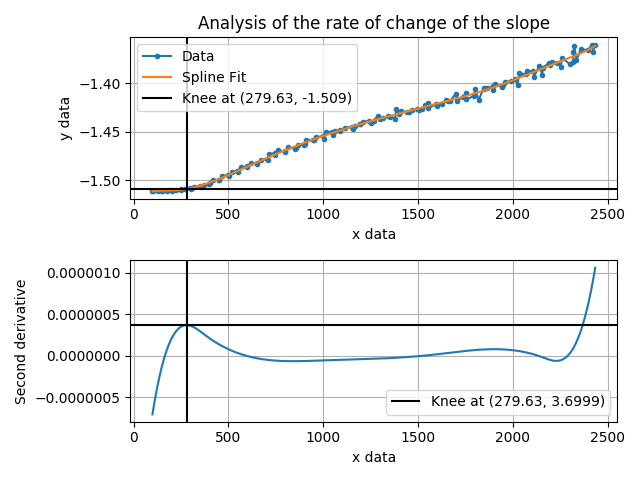 Analysis of the rate of change of the slope
Data
Spline Fit
Knee at (279.63, -1.509)
y data
−1.40
−1.45
−1.50
0 500 1000 1500 2000 2500
x data
Second derivative
0.0000010
0.0000005
0.0000000
−0.0000005
Knee at (279.63, 3.6999)
0 500 1000 1500 2000 2500
x data